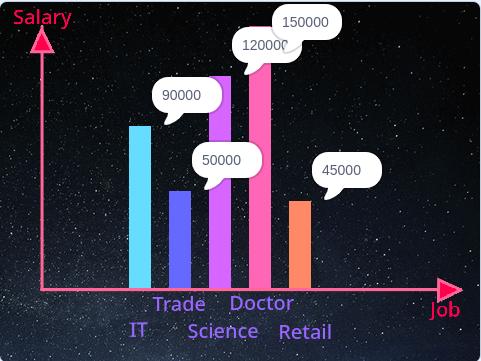 Salary
150000
120000
90000
50000
45000
Job
Trade
Doctor
IT
Science
Retail